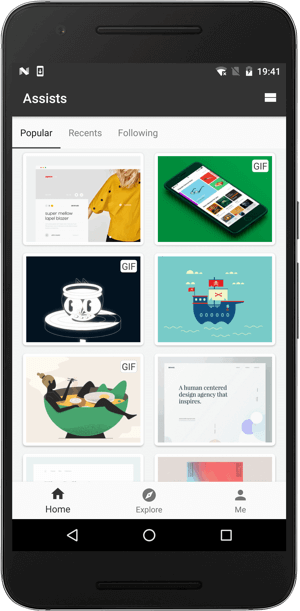 19:41
Assists
Popular
Recents
Following
super mellow
lapel blazer
GIF
GIF
GIF
A human centered
design agency that
inspires.
Home
Explore
Me